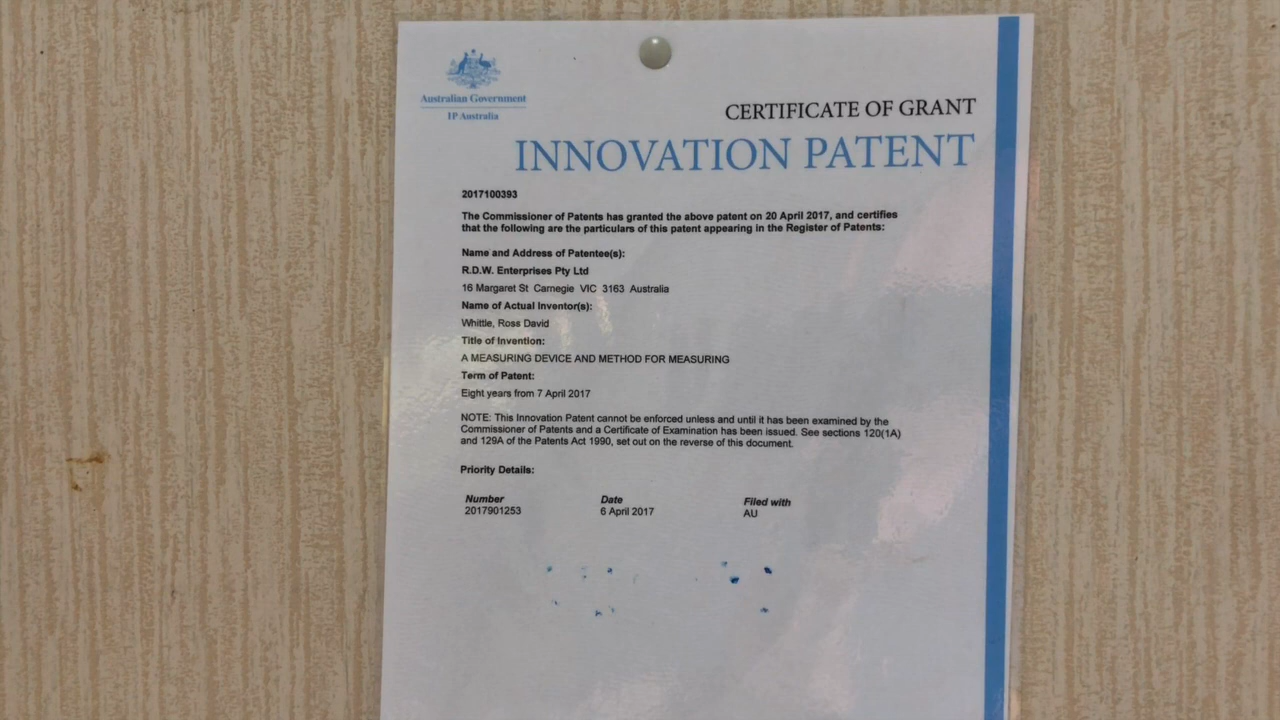 Australian Government
IP Australia
CERTIFICATE OF GRANT
INNOVATION PATENT
2017100393
The Commissioner of Patents has granted the above patent on 20 April 2017, and certifies
that the following are the particulars of this patent appearing in the Register of Patents:
Name and Address of Patentee(s):
R.D.W. Enterprises Pty Ltd
16 Margaret St Carnegie VIC 3163 Australia
Name of Actual Inventor(s):
Whittle, Ross David
Title of Invention:
A MEASURING DEVICE AND METHOD FOR MEASURING
Term of Patent:
Eight years from 7 April 2017
NOTE: This Innovation Patent cannot be enforced unless and until it has been examined by the
Commissioner of Patents and a Certificate of Examination has been issued. See sections 120(1A)
and 129A of the Patents Act 1990, set out on the reverse of this document.
Priority Details:
Number Date Filed with
2017901253 6 April 2017 AU